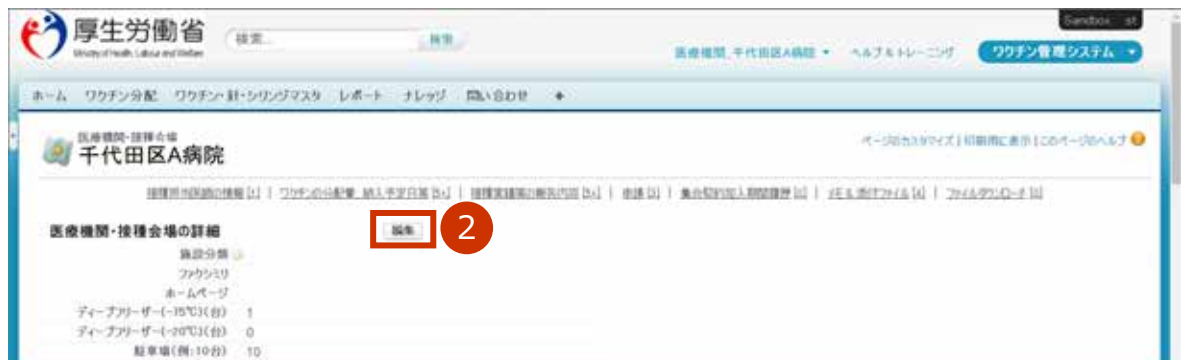 Sandbox st
厚生労働省
Ministry of Health, Labour and Welfare
検索...
検索
医療機関_千代田区A病院
ヘルプ＆トレーニング
ワクチン管理システム
ホーム ワクチン分配 ワクチン・針・シリンジマスタ レポート ナレッジ 問い合わせ +
医療機関・接種会場
千代田区A病院
ページのカスタマイズ | 印刷用に表示 | このページのヘルプ
接種担当医師の情報 [1] | ワクチンの分配量_納入予定日等 [5+] | 接種実績等の報告内容 [5+] | 申請 [3] | 集合契約加入期間履歴 [0] | メモ & 添付ファイル [4] | ファイルダウンロード [0]
医療機関・接種会場の詳細
編集
2
施設分類
ファクシミリ
ホームページ
ディープフリーザー(-75℃)(台) 1
ディープフリーザー(-20℃)(台) 0
駐車場(例:10台) 10